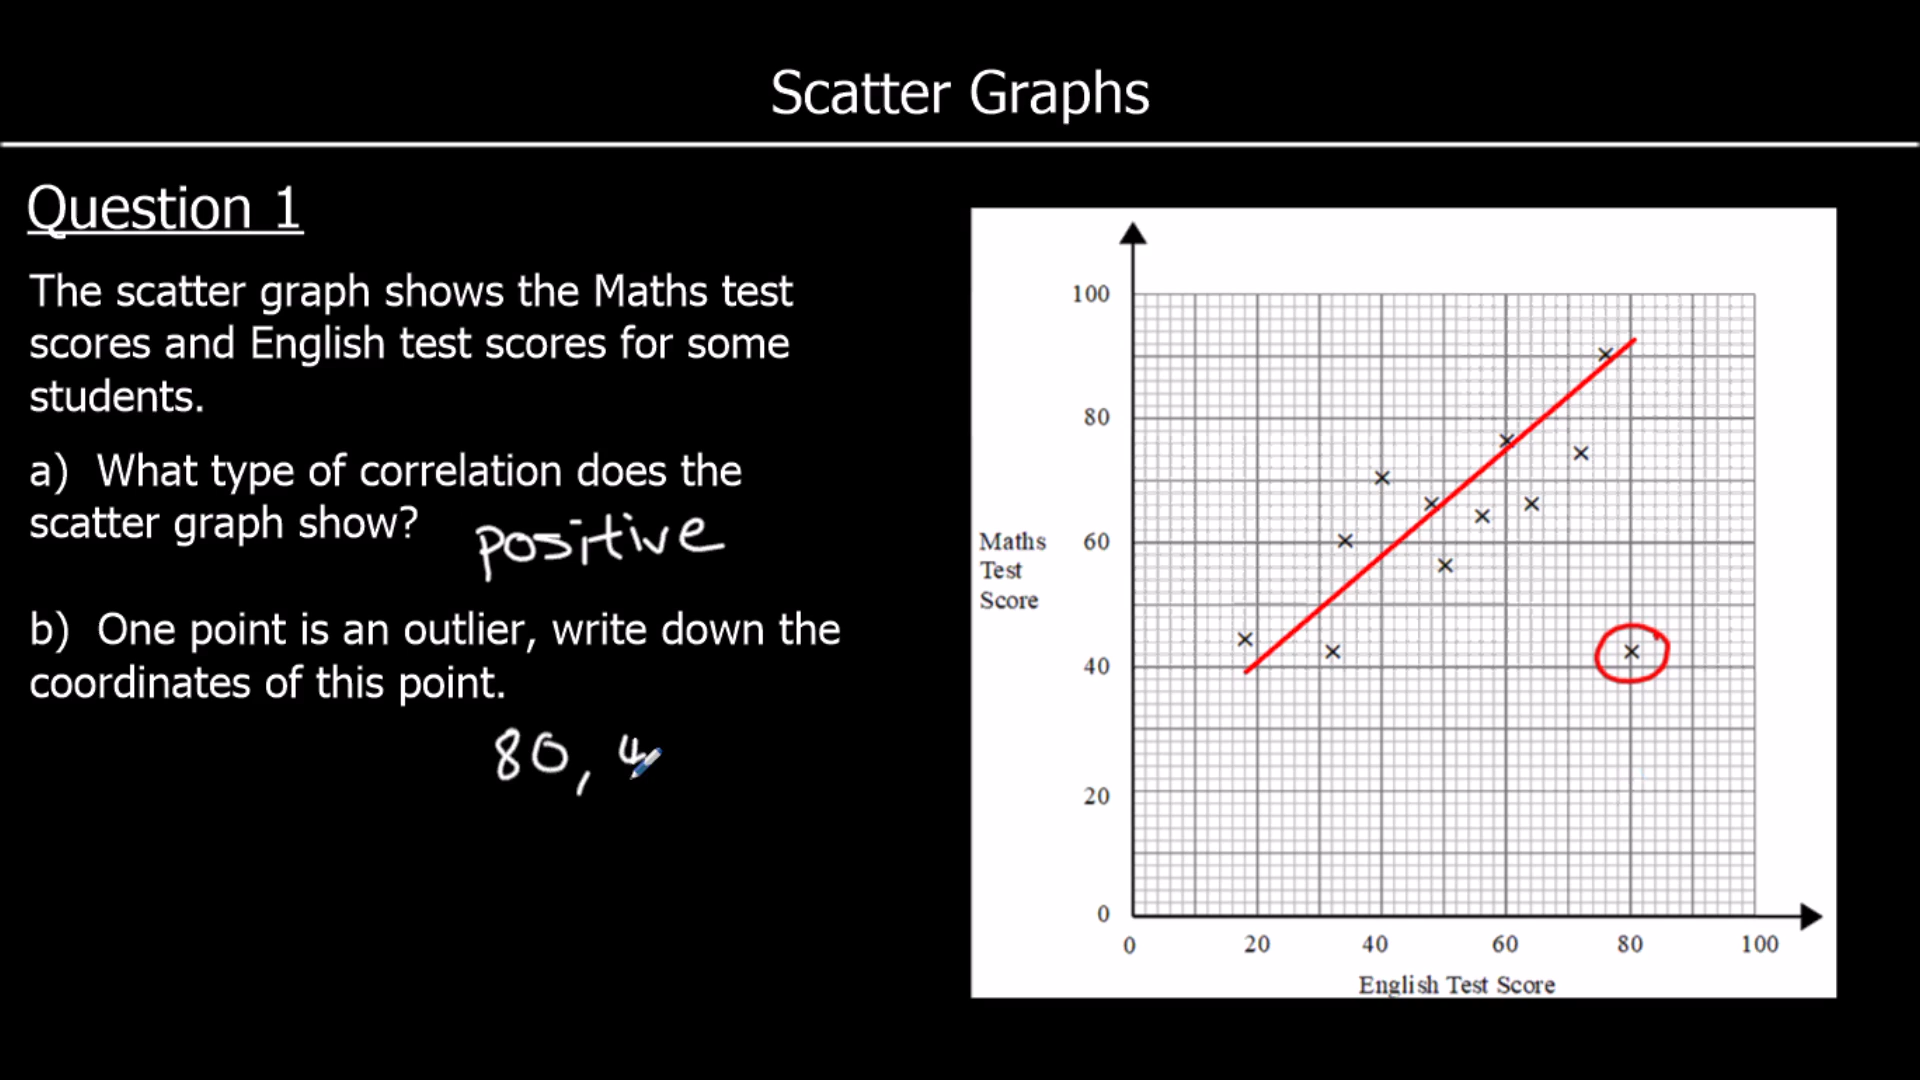 Scatter Graphs
Question 1
The scatter graph shows the Maths test
scores and English test scores for some
students.
a) What type of correlation does the
scatter graph show?
positive
b) One point is an outlier, write down the
coordinates of this point.
80, 4
100
80
60
40
20
0
Maths
Test
Score
0 20 40 60 80 100
English Test Score